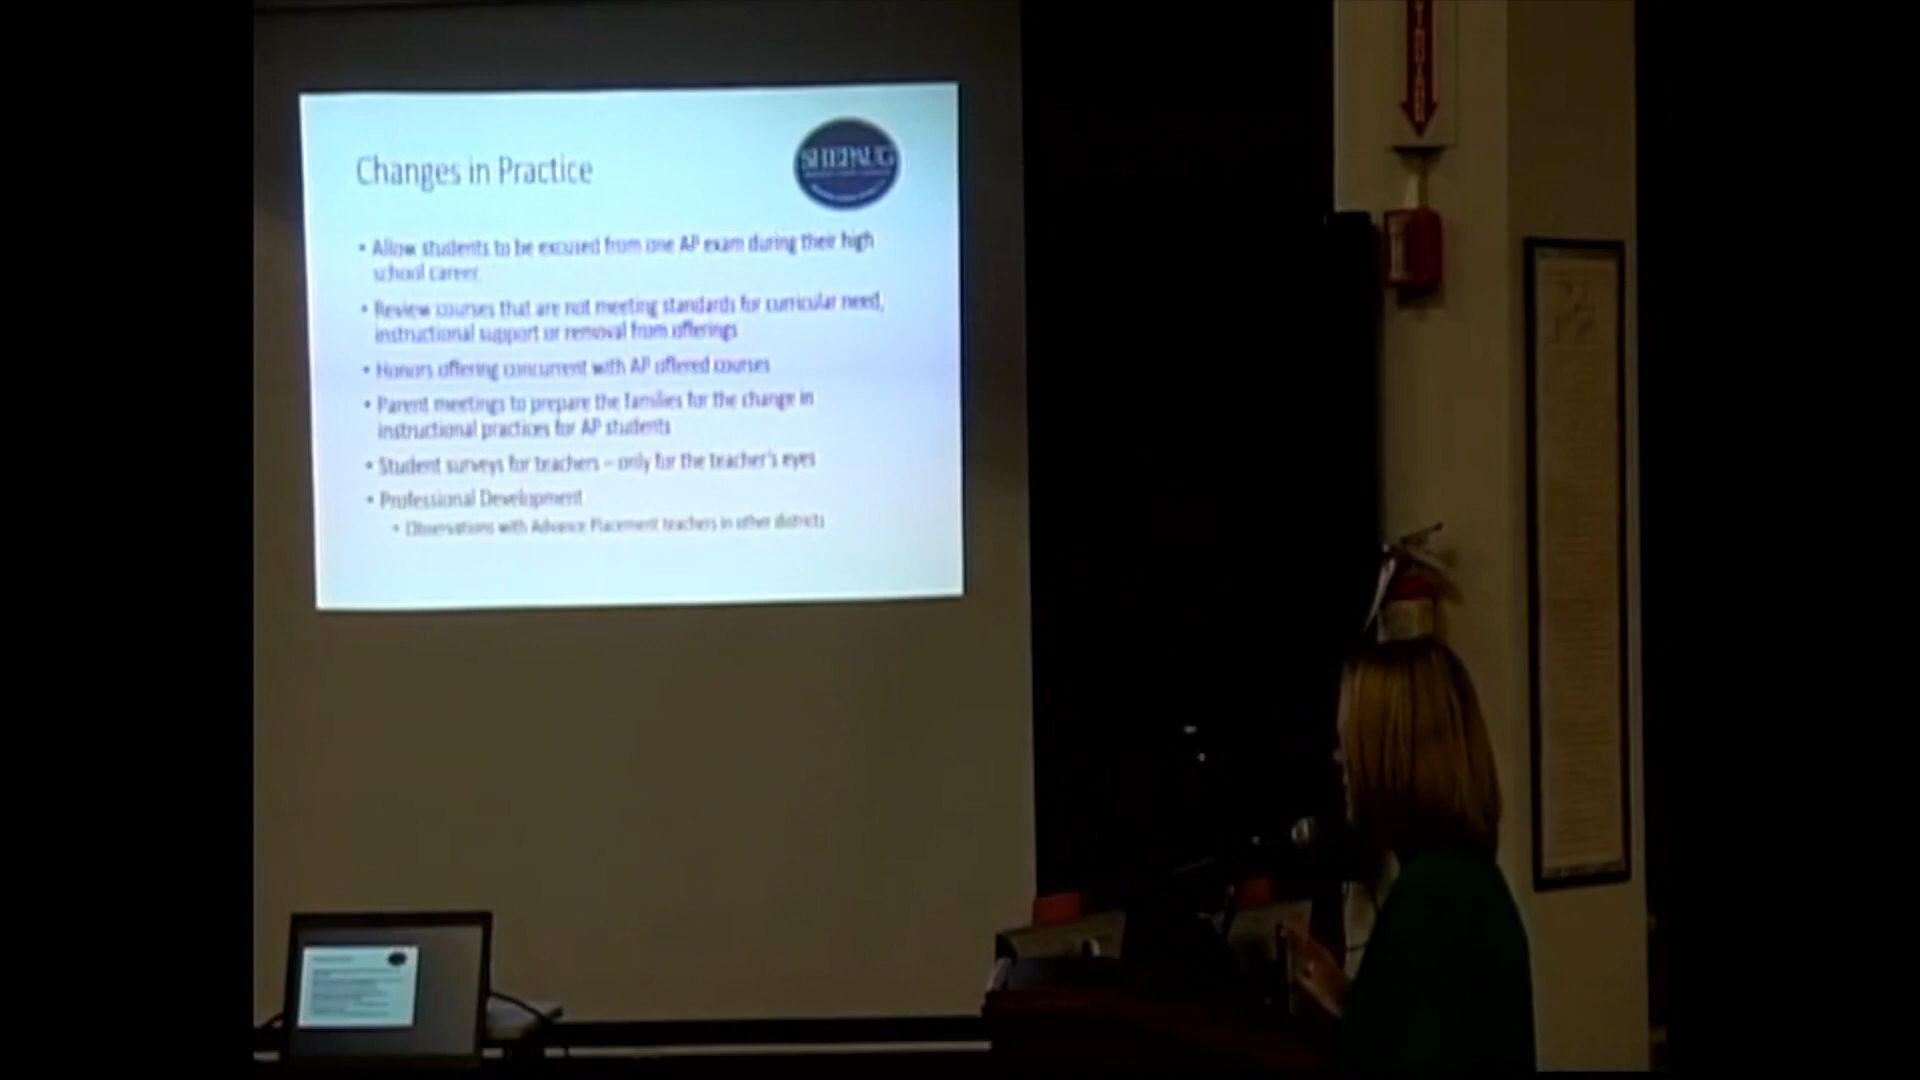 Changes in Practice
SHEPAUG
• Allow students to be excused from one AP exam during their high
school career.
• Review courses that are not meeting standards for curricular need,
instructional support or removal from offerings
• Honors offering concurrent with AP offered courses
• Parent meetings to prepare the families for the change in
instructional practices for AP students
• Student surveys for teachers – only for the teacher's eyes
• Professional Development
• Observations with Advance Placement teachers in other districts